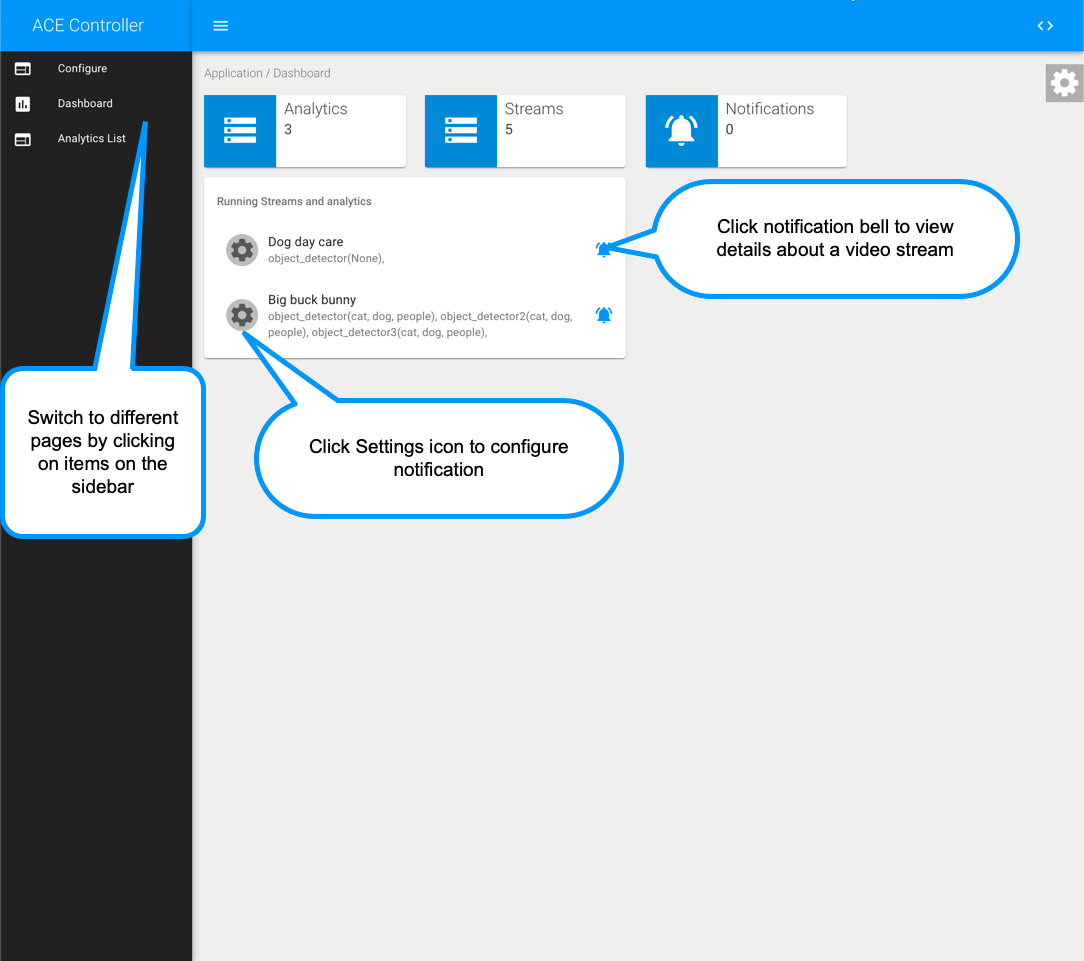 ACE Controller
Configure
Dashboard
Analytics List
Application / Dashboard
Analytics
3
Streams
5
Notifications
0
Running Streams and analytics
Dog day care
object_detector(None),
Big buck bunny
object_detector(cat, dog, people), object_detector2(cat, dog,
people), object_detector3(cat, dog, people),
Click notification bell to view
details about a video stream
Switch to different
pages by clicking
on items on the
sidebar
Click Settings icon to configure
notification